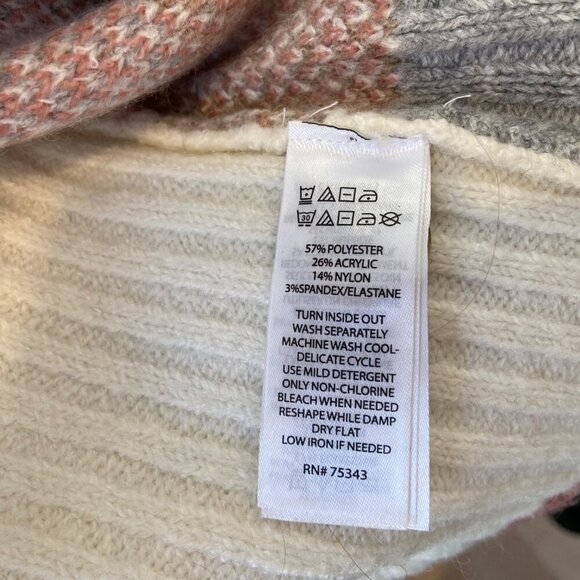 30
57% POLYESTER
26% ACRYLIC
14% NYLON
3%SPANDEX/ELASTANE
TURN INSIDE OUT
WASH SEPARATELY
MACHINE WASH COOL-
DELICATE CYCLE
USE MILD DETERGENT
ONLY NON-CHLORINE
BLEACH WHEN NEEDED
RESHAPE WHILE DAMP
DRY FLAT
LOW IRON IF NEEDED
RN# 75343